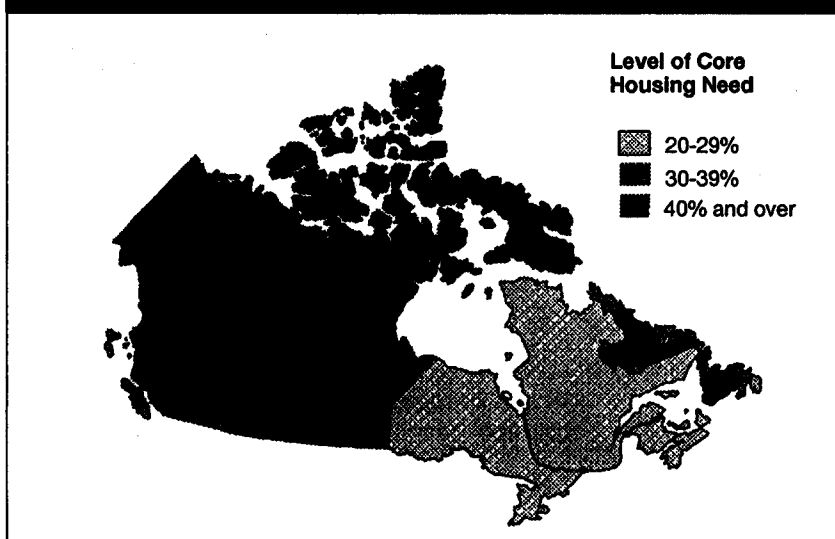 Level of Core
Housing Need
20-29%
30-39%
40% and over